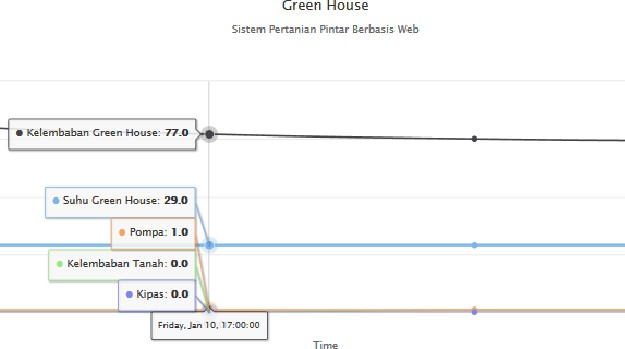 Green House
Sistem Pertanian Pintar Berbasis Web
Kelembaban Green House: 77.0
Suhu Green House: 29.0
Pompa: 1.0
Kelembaban Tanah: 0.0
Kipas: 0.0
Friday, Jan 10, 17:00:00
Time